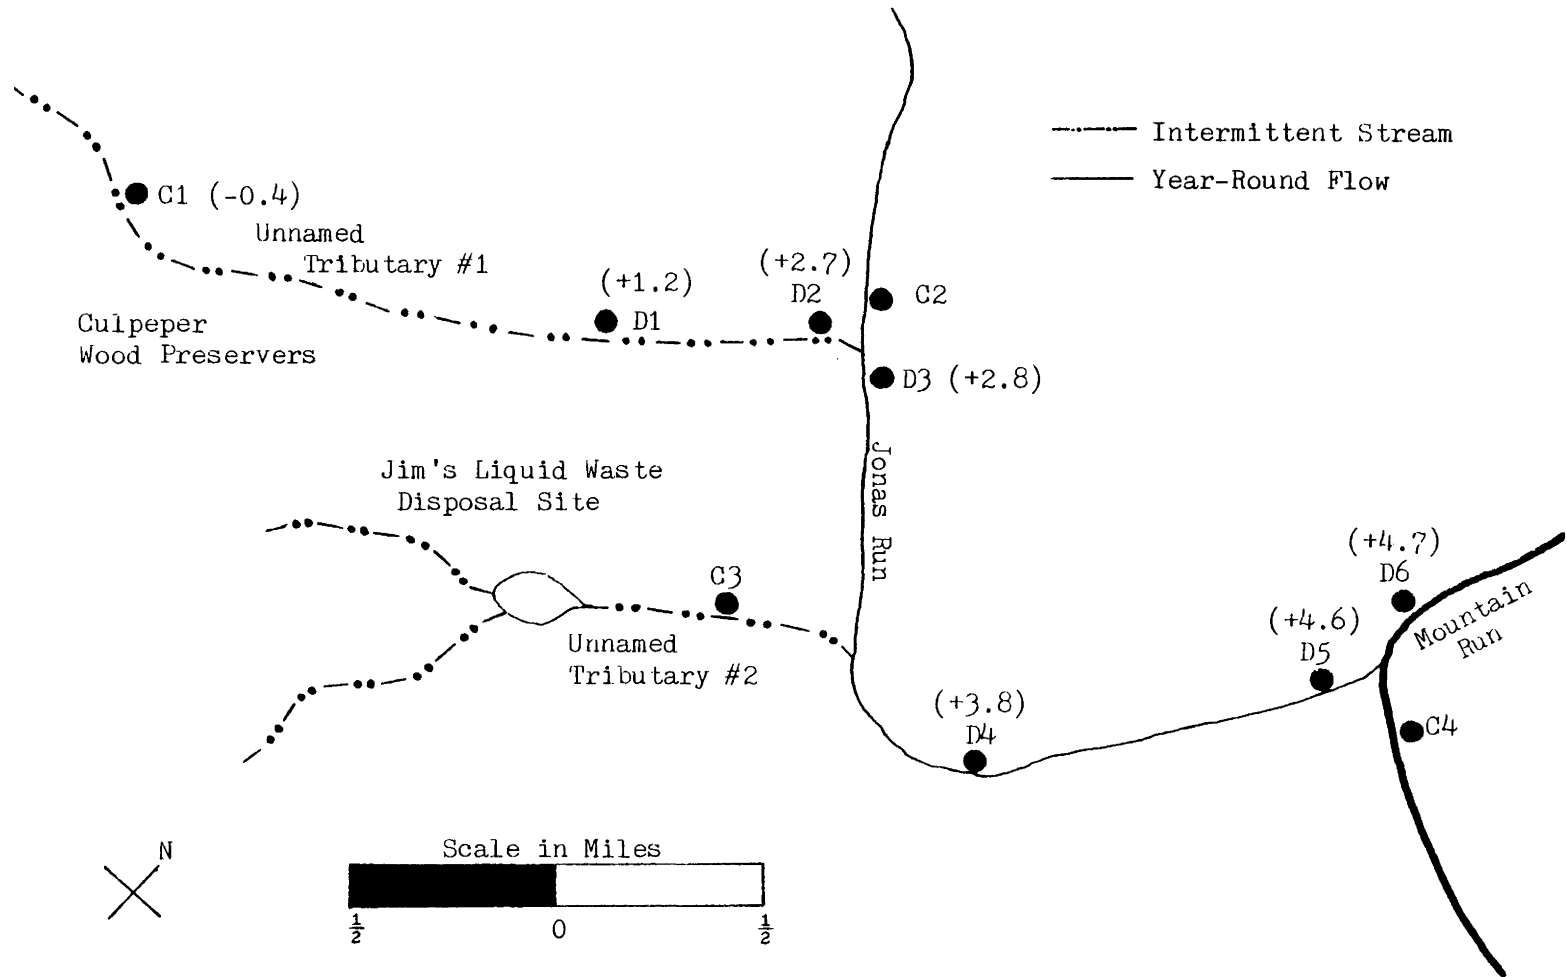 Intermittent Stream
Year-Round Flow
C1 (-0.4)
Unnamed
Tributary #1
(+1.2)
D1
(+2.7)
D2
C2
Culpeper
Wood Preservers
D3 (+2.8)
Jonas Run
Jim's Liquid Waste
Disposal Site
C3
Unnamed
Tributary #2
(+4.7)
D6
Mountain
Run
(+4.6)
D5
(+3.8)
D4
C4
N
Scale in Miles
½ 0 ½